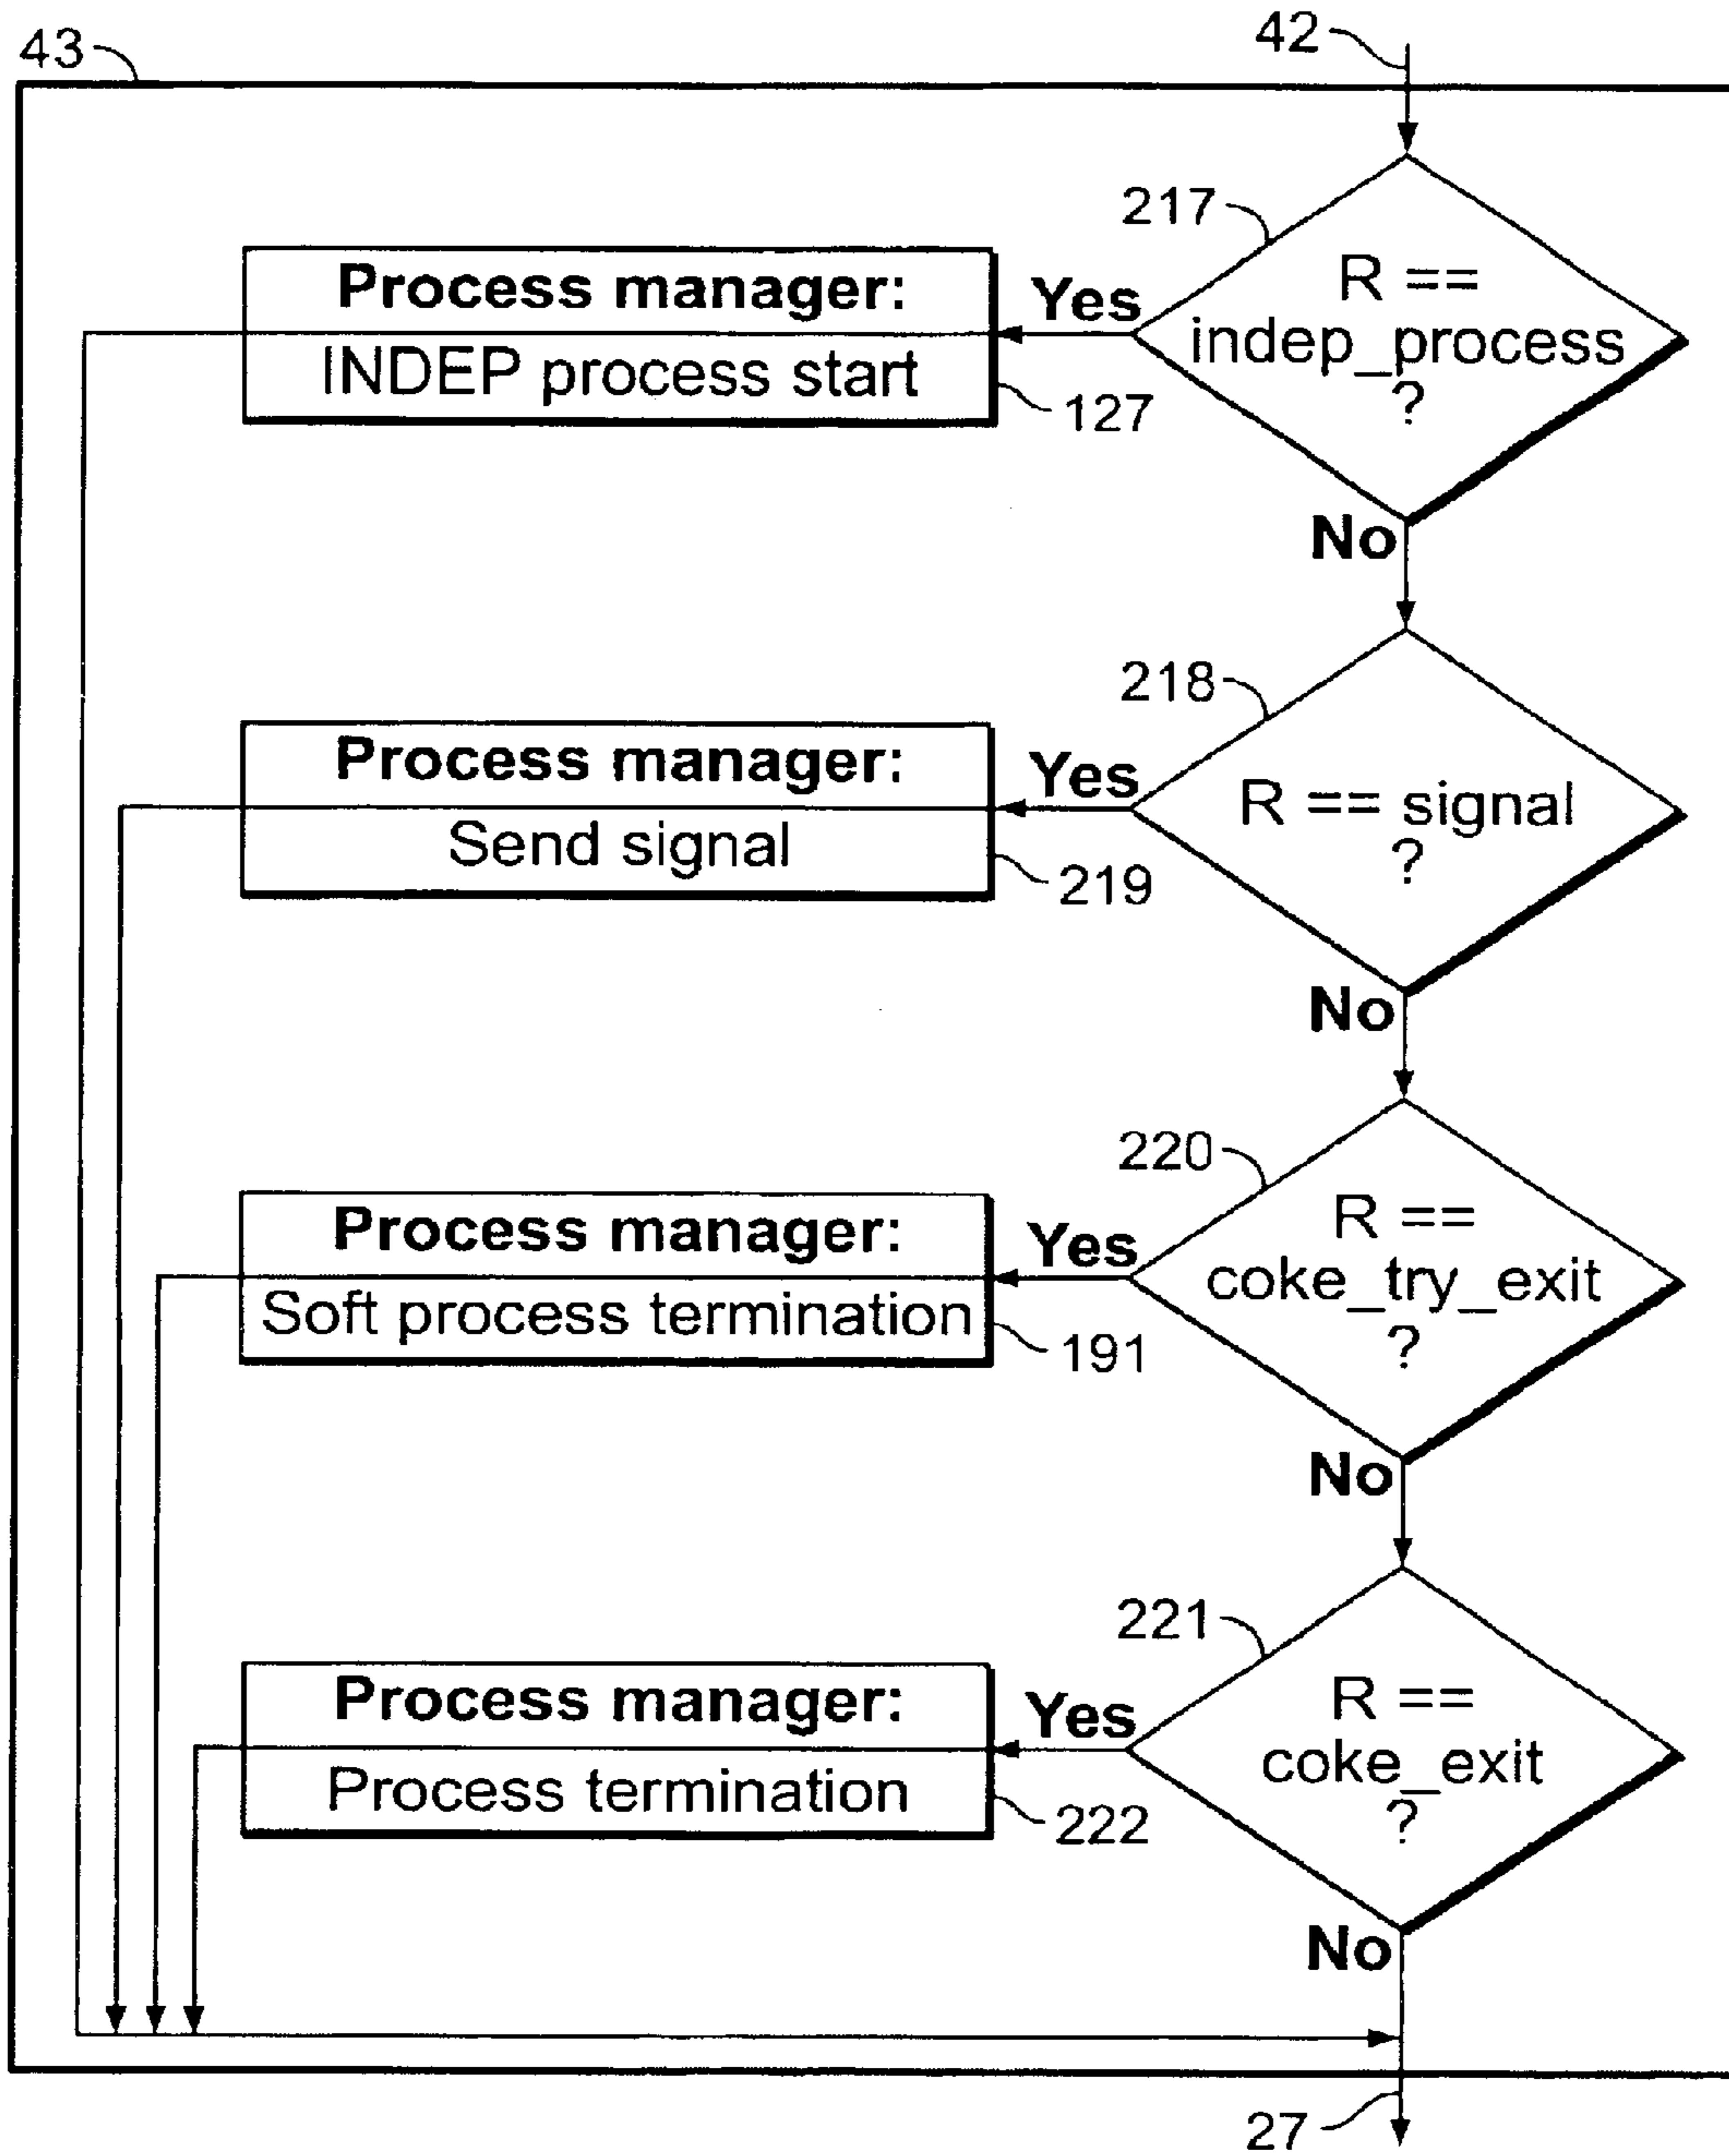 43
42
217
R ==
indep_process
?
Yes
Process manager:
INDEP process start
127
No
218
R == signal
?
Yes
Process manager:
Send signal
219
No
220
R ==
coke_try_exit
?
Yes
Process manager:
Soft process termination
191
No
221
R ==
coke_exit
?
Yes
Process manager:
Process termination
222
No
27